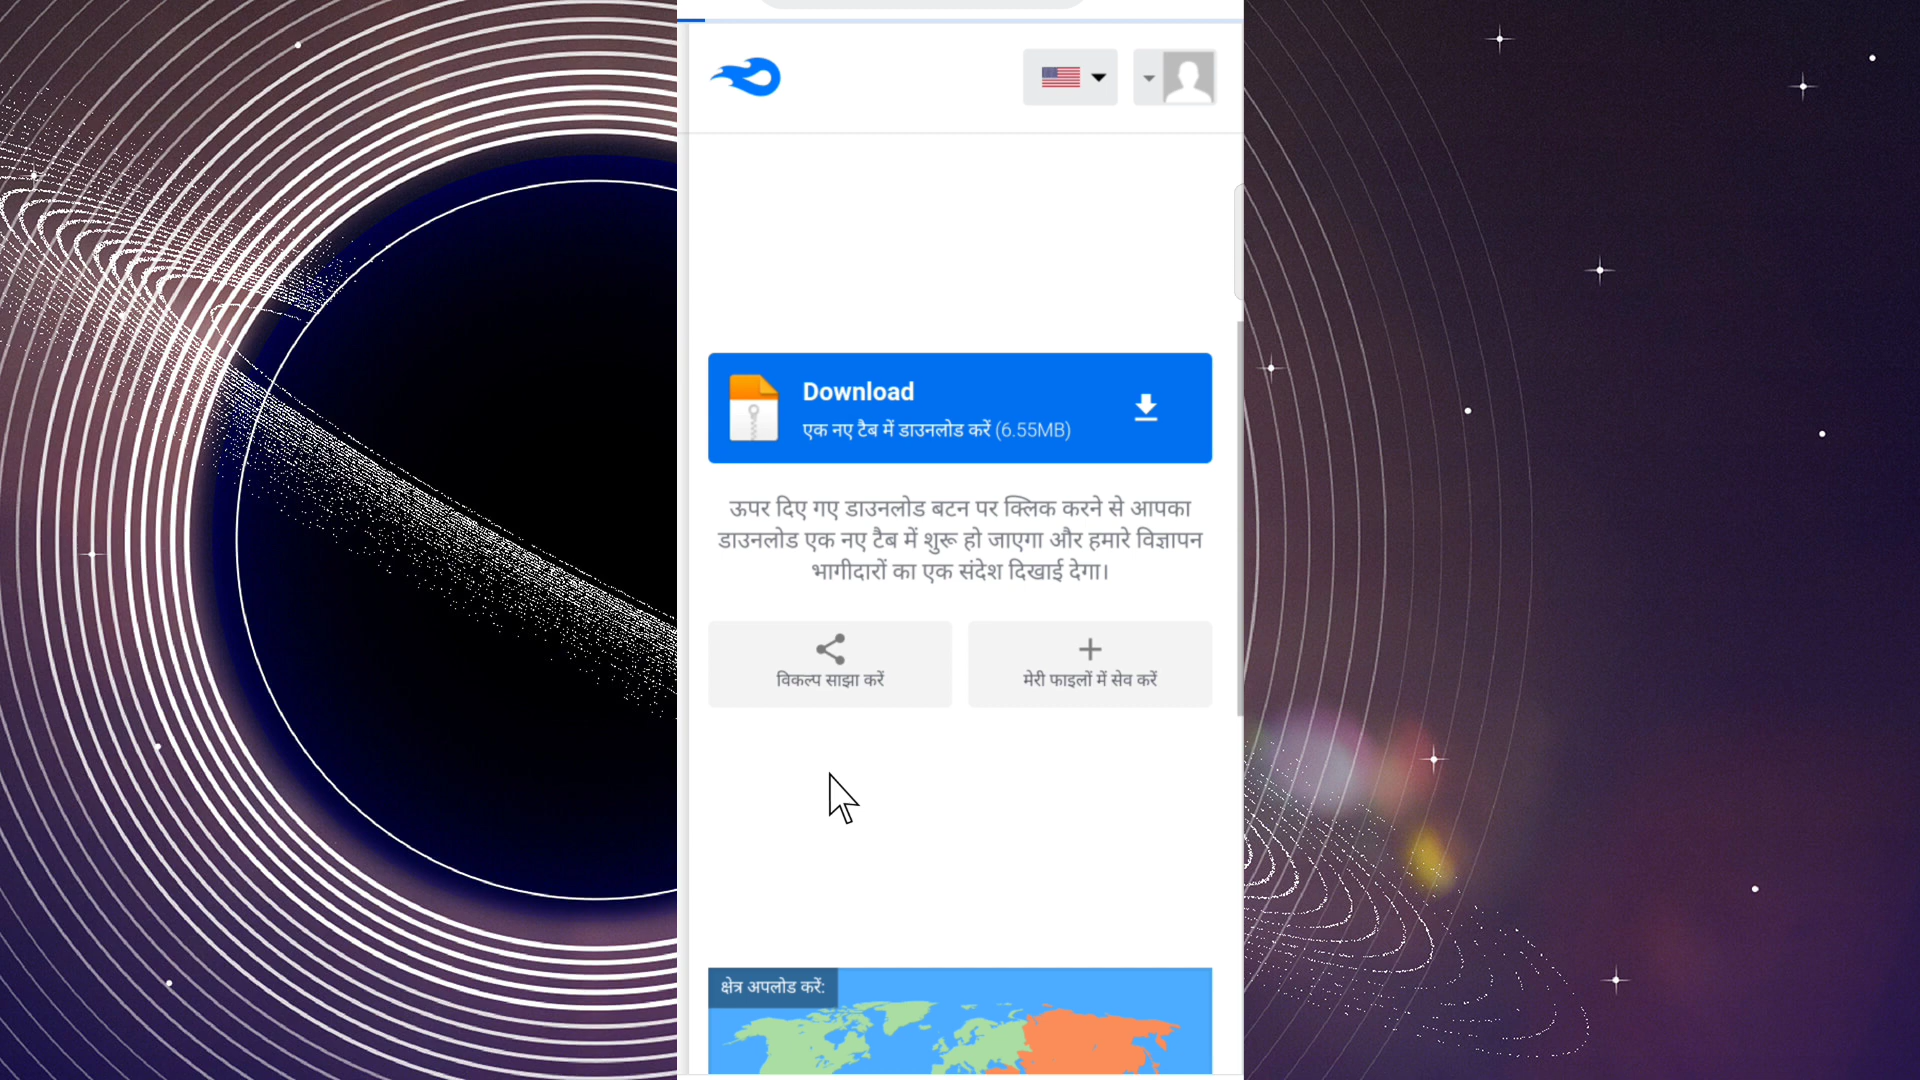 Download
एक नए टैब में डाउनलोड करें (6.55MB)
ऊपर दिए गए डाउनलोड बटन पर क्लिक करने से आपका
डाउनलोड एक नए टैब में शुरू हो जाएगा और हमारे विज्ञापन
भागीदारों का एक संदेश दिखाई देगा।
विकल्प साझा करें
मेरी फाइलों में सेव करें
क्षेत्र अपलोड करें: